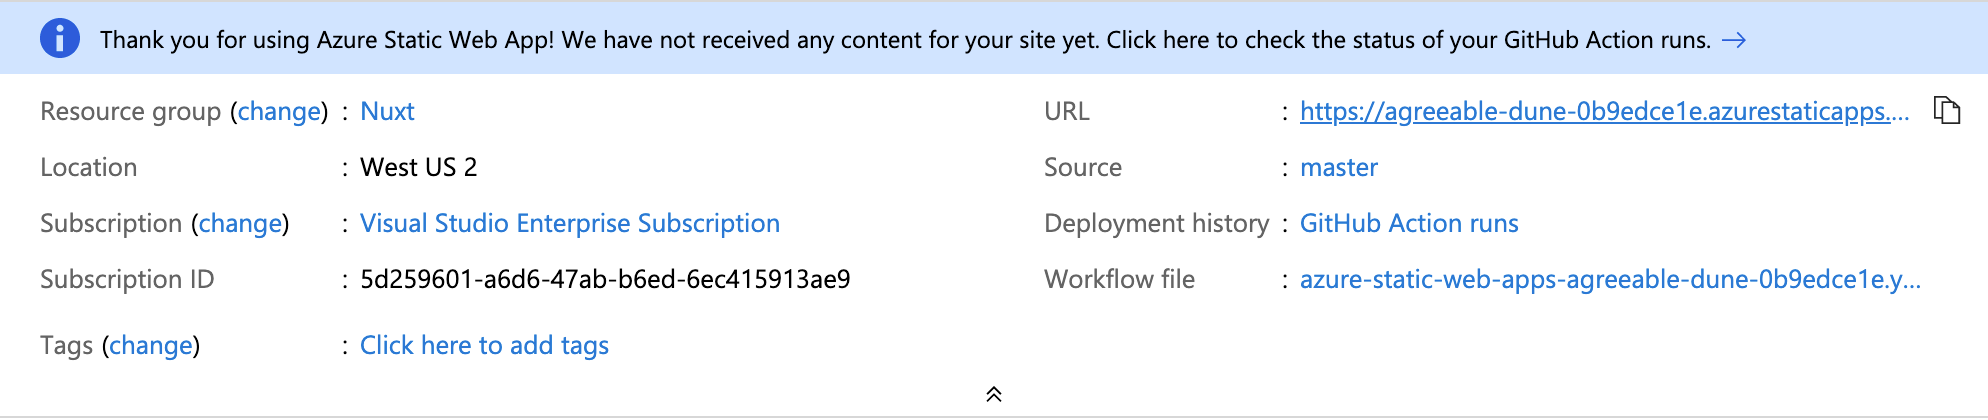 Thank you for using Azure Static Web App! We have not received any content for your site yet. Click here to check the status of your GitHub Action runs. →
Resource group (change) : Nuxt
Location : West US 2
Subscription (change) : Visual Studio Enterprise Subscription
Subscription ID : 5d259601-a6d6-47ab-b6ed-6ec415913ae9
Tags (change) : Click here to add tags
URL : https://agreeable-dune-0b9edce1e.azurestaticapps....
Source : master
Deployment history : GitHub Action runs
Workflow file : azure-static-web-apps-agreeable-dune-0b9edce1e.y...